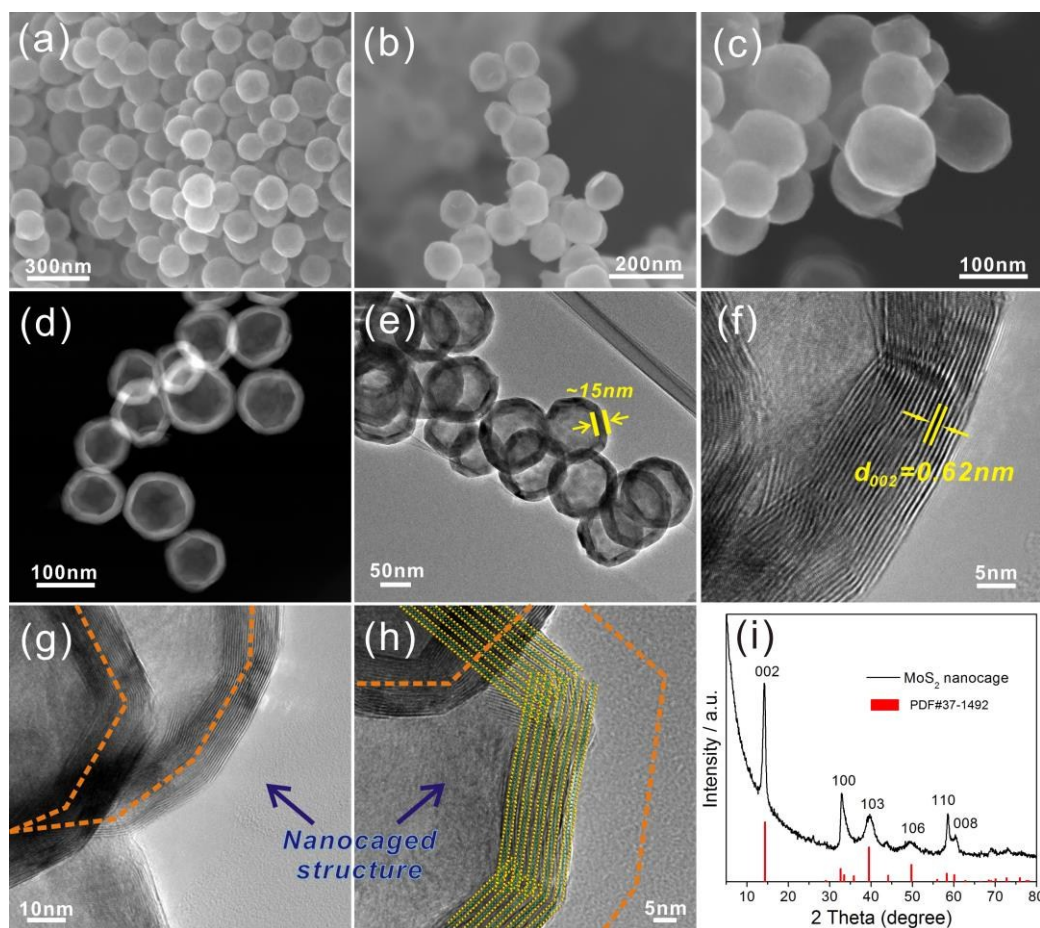 (a)
300nm
(b)
200nm
(c)
100nm
(d)
100nm
(e)
~15nm
50nm
(f)
d₀₀₂=0.62nm
5nm
(g)
10nm
Nanocaged
structure
(h)
5nm
(i)
002
MoS₂ nanocage
PDF#37-1492
100
103
106
110
008
Intensity / a.u.
10 20 30 40 50 60 70 80
2 Theta (degree)